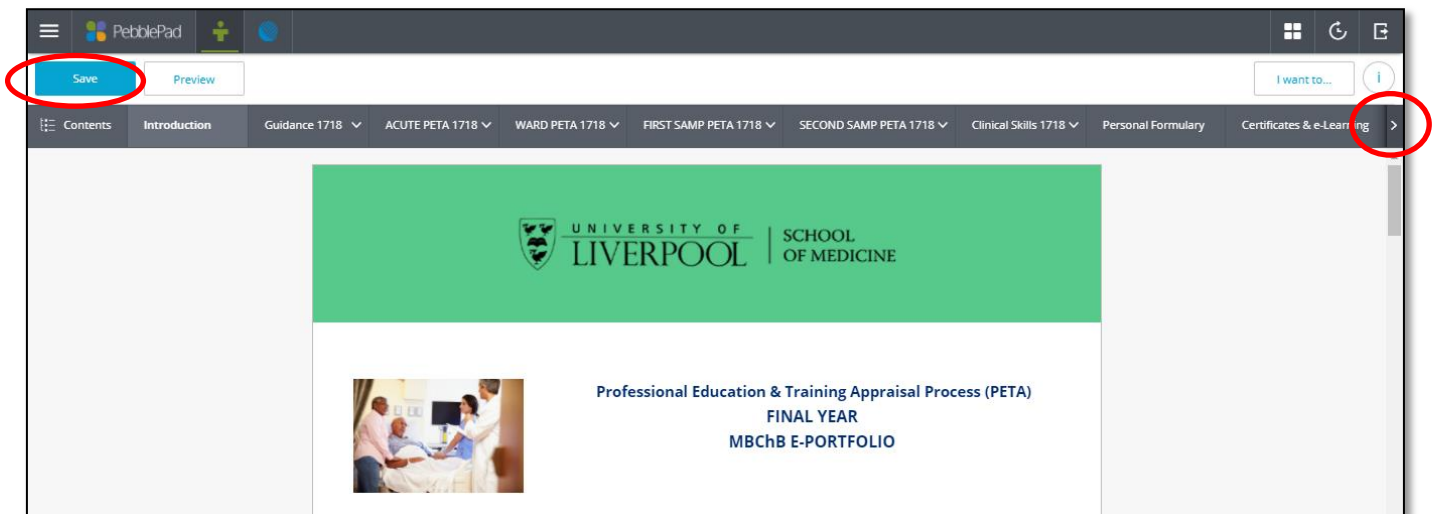 PebblePad
Save Preview I want to... i
Contents Introduction Guidance 1718 ACUTE PETA 1718 WARD PETA 1718 FIRST SAMP PETA 1718 SECOND SAMP PETA 1718 Clinical Skills 1718 Personal Formulary Certificates & e-Learning
UNIVERSITY OF
LIVERPOOL
SCHOOL
OF MEDICINE
Professional Education & Training Appraisal Process (PETA)
FINAL YEAR
MBChB E-PORTFOLIO